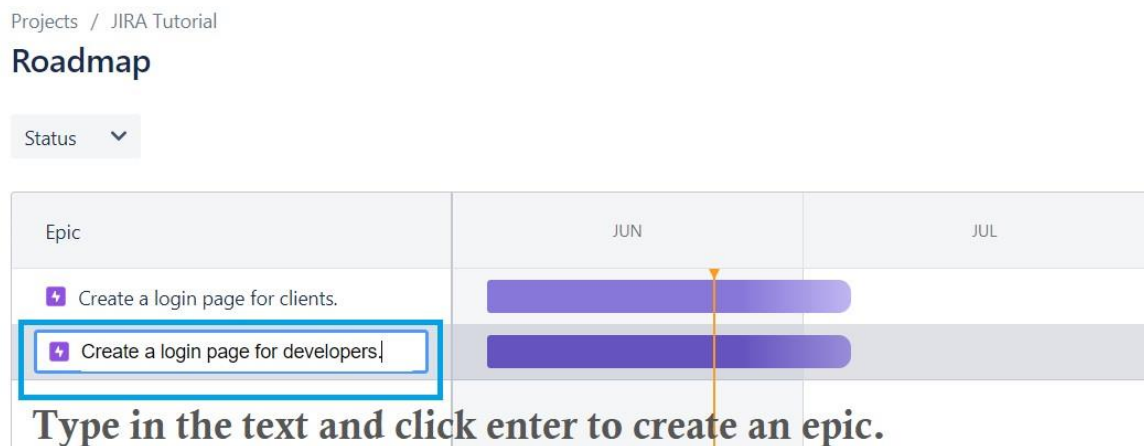 Projects / JIRA Tutorial
Roadmap
Status
Epic JUN JUL
Create a login page for clients.
Create a login page for developers.
Type in the text and click enter to create an epic.